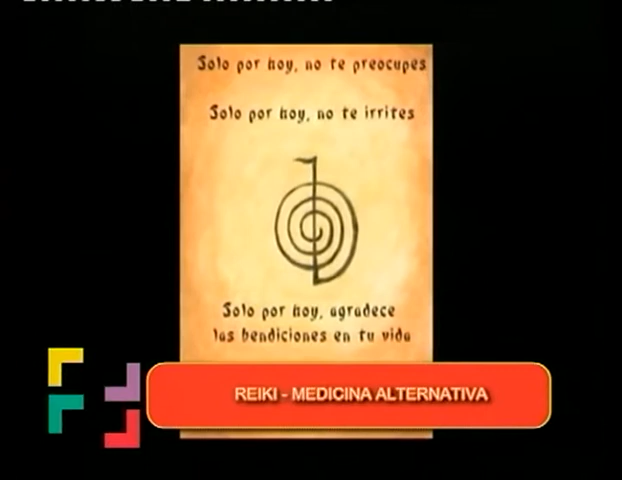 Solo por hoy, no te preocupes
Solo por hoy, no te irrites
Solo por hoy, agradece
las bendiciones en tu vida
REIKI - MEDICINA ALTERNATIVA